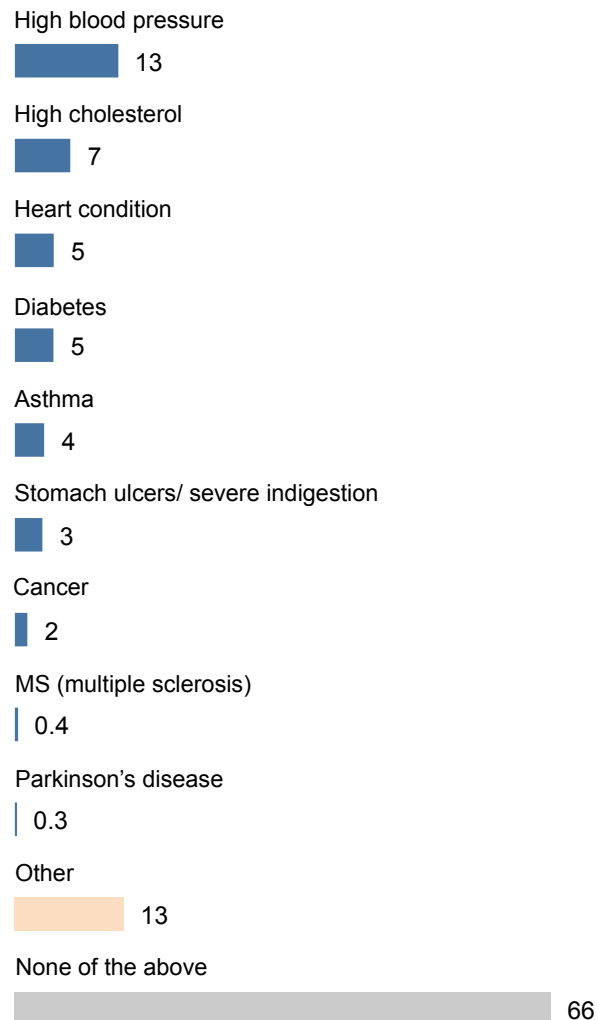 High blood pressure
13
High cholesterol
7
Heart condition
5
Diabetes
5
Asthma
4
Stomach ulcers/ severe indigestion
3
Cancer
2
MS (multiple sclerosis)
0.4
Parkinson’s disease
0.3
Other
13
None of the above
66